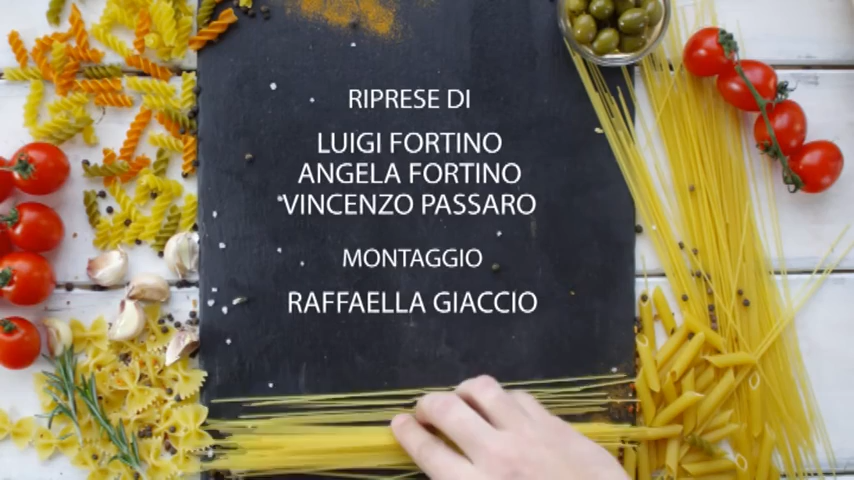 RIPRESE DI
LUIGI FORTINO
ANGELA FORTINO
VINCENZO PASSARO
MONTAGGIO
RAFFAELLA GIACCIO